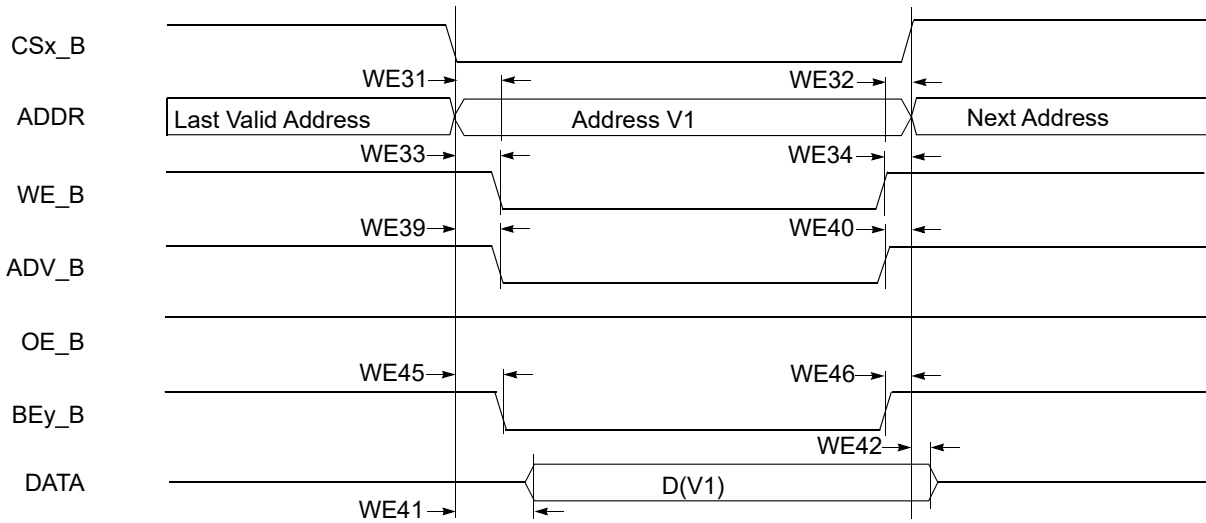 CSx_B
WE31 WE32
ADDR Last Valid Address Address V1 Next Address
WE33 WE34
WE_B
WE39 WE40
ADV_B
OE_B
WE45 WE46
BEy_B
WE42
DATA D(V1)
WE41